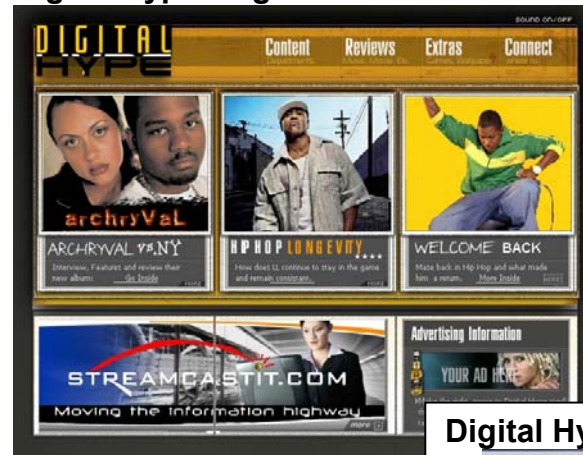 SOUND ON/OFF
DIGITAL
HYPE
Content Reviews Extras Connect
archryVaL
ARCHRYVAL VS. NY
Interview, Features and review their
new album: Go Inside
HIP HOP LONGEVITY
How does LL continue to stay in the game
and remain consistant.
more
WELCOME BACK
Mase back in Hip Hop and what made
him a return. More Inside
STREAMCASTIT.COM
Moving the information highway
more
Advertising Information
YOUR AD HERE
Digital Hy